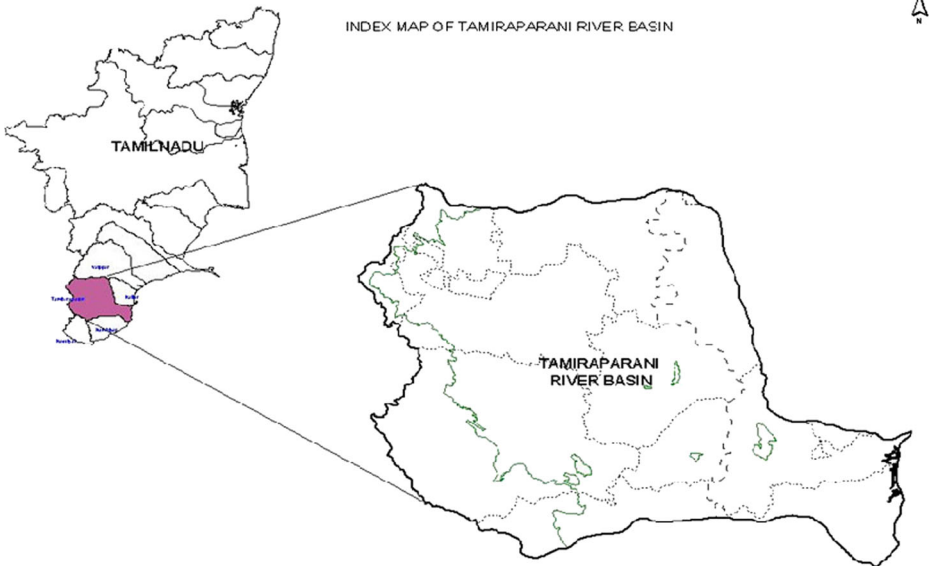 INDEX MAP OF TAMIRAPARANI RIVER BASIN
N
TAMILNADU
TAMIRAPARANI
RIVER BASIN